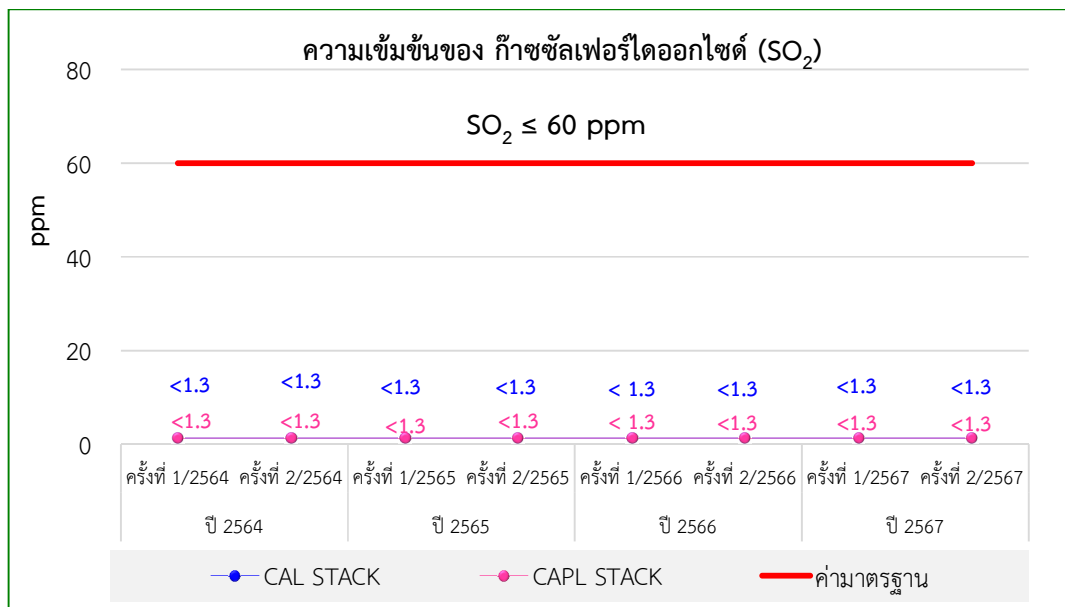 ความเข้มข้นของ ก๊าซซัลเฟอร์ไดออกไซด์ (SO₂)
80
SO₂ ≤ 60 ppm
60
ppm
40
20
<1.3 <1.3 <1.3 <1.3 < 1.3 <1.3 <1.3 <1.3
<1.3 <1.3 <1.3 <1.3 < 1.3 <1.3 <1.3 <1.3
0
ครั้งที่ 1/2564 ครั้งที่ 2/2564 ครั้งที่ 1/2565 ครั้งที่ 2/2565 ครั้งที่ 1/2566 ครั้งที่ 2/2566 ครั้งที่ 1/2567 ครั้งที่ 2/2567
ปี 2564 ปี 2565 ปี 2566 ปี 2567
CAL STACK CAPL STACK ค่ามาตรฐาน